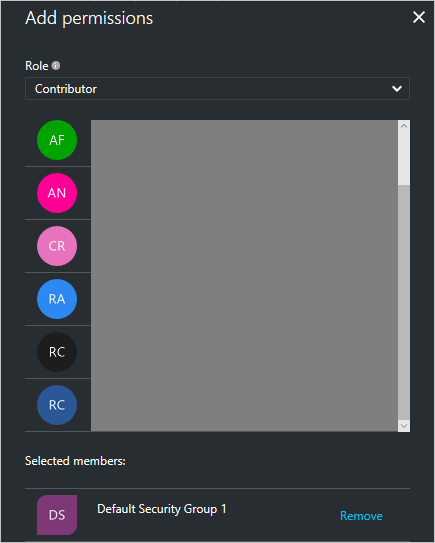 Add permissions
Role
Contributor
AF
AN
CR
RA
RC
RC
Selected members:
DS Default Security Group 1 Remove